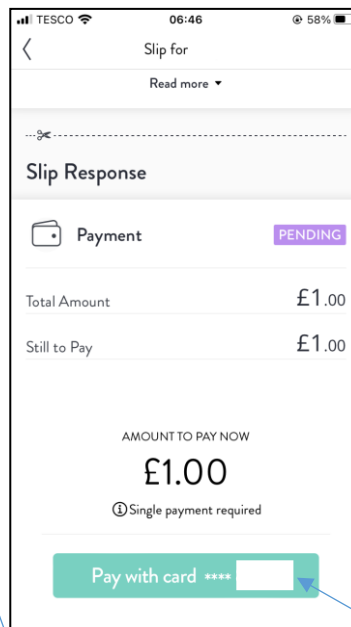 TESCO 06:46 58%
Slip for
Read more
Slip Response
Payment PENDING
Total Amount £1.00
Still to Pay £1.00
AMOUNT TO PAY NOW
£1.00
Single payment required
Pay with card ****